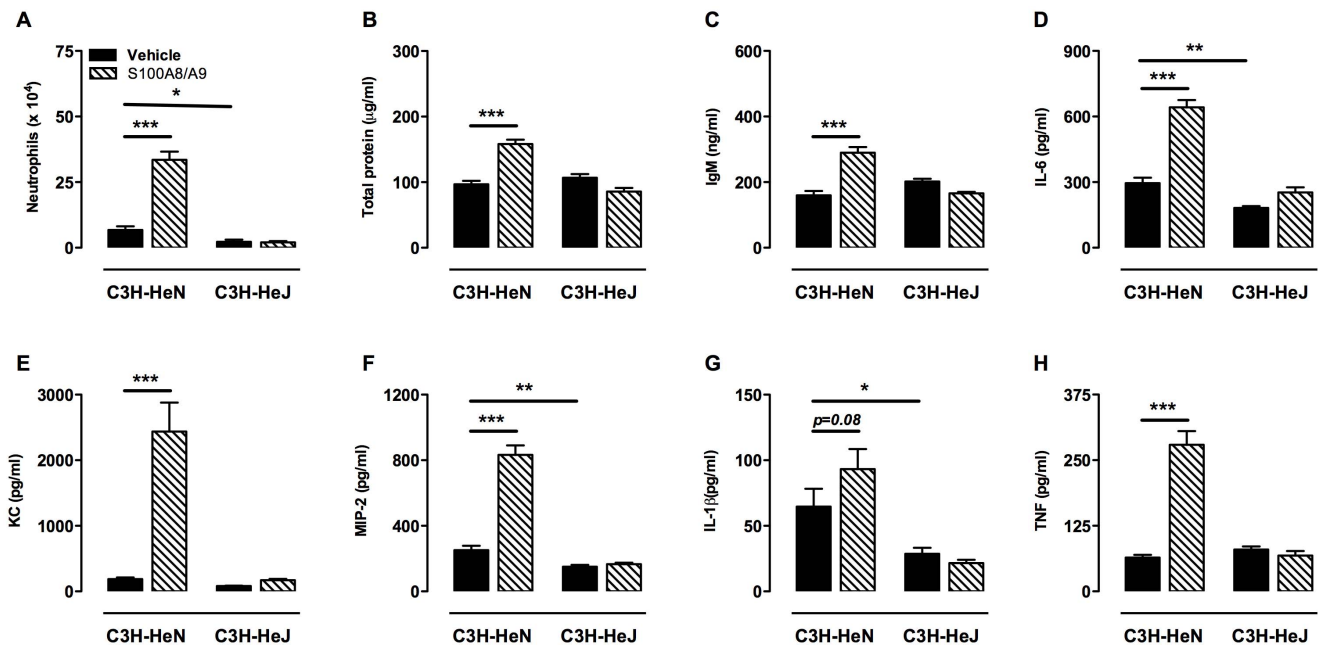 A
Neutrophils (x 10⁴)
75
50
25
0
Vehicle
S100A8/A9
*
***
C3H-HeN
C3H-HeJ
B
Total protein (µg/ml)
300
200
100
0
***
C3H-HeN
C3H-HeJ
C
IgM (ng/ml)
600
400
200
0
***
C3H-HeN
C3H-HeJ
D
IL-6 (pg/ml)
900
600
300
0
**
***
C3H-HeN
C3H-HeJ
E
KC (pg/ml)
3000
2000
1000
0
***
C3H-HeN
C3H-HeJ
F
MIP-2 (pg/ml)
1200
800
400
0
**
***
C3H-HeN
C3H-HeJ
G
IL-1β(pg/ml)
150
100
50
0
*
p=0.08
C3H-HeN
C3H-HeJ
H
TNF (pg/ml)
375
250
125
0
***
C3H-HeN
C3H-HeJ